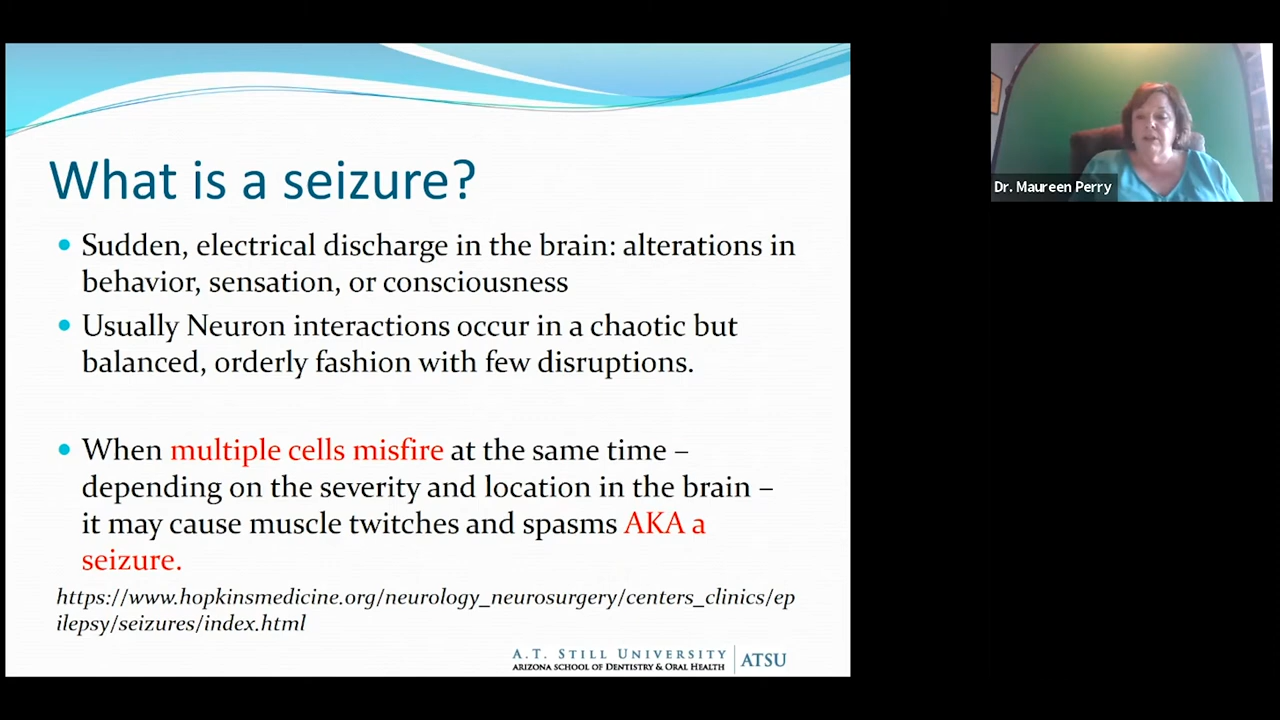 What is a seizure?
Sudden, electrical discharge in the brain: alterations in
behavior, sensation, or consciousness
Usually Neuron interactions occur in a chaotic but
balanced, orderly fashion with few disruptions.
When multiple cells misfire at the same time –
depending on the severity and location in the brain –
it may cause muscle twitches and spasms AKA a
seizure.
https://www.hopkinsmedicine.org/neurology_neurosurgery/centers_clinics/ep
ilepsy/seizures/index.html
A.T. STILL UNIVERSITY
ARIZONA SCHOOL OF DENTISTRY & ORAL HEALTH
ATSU
Dr. Maureen Perry